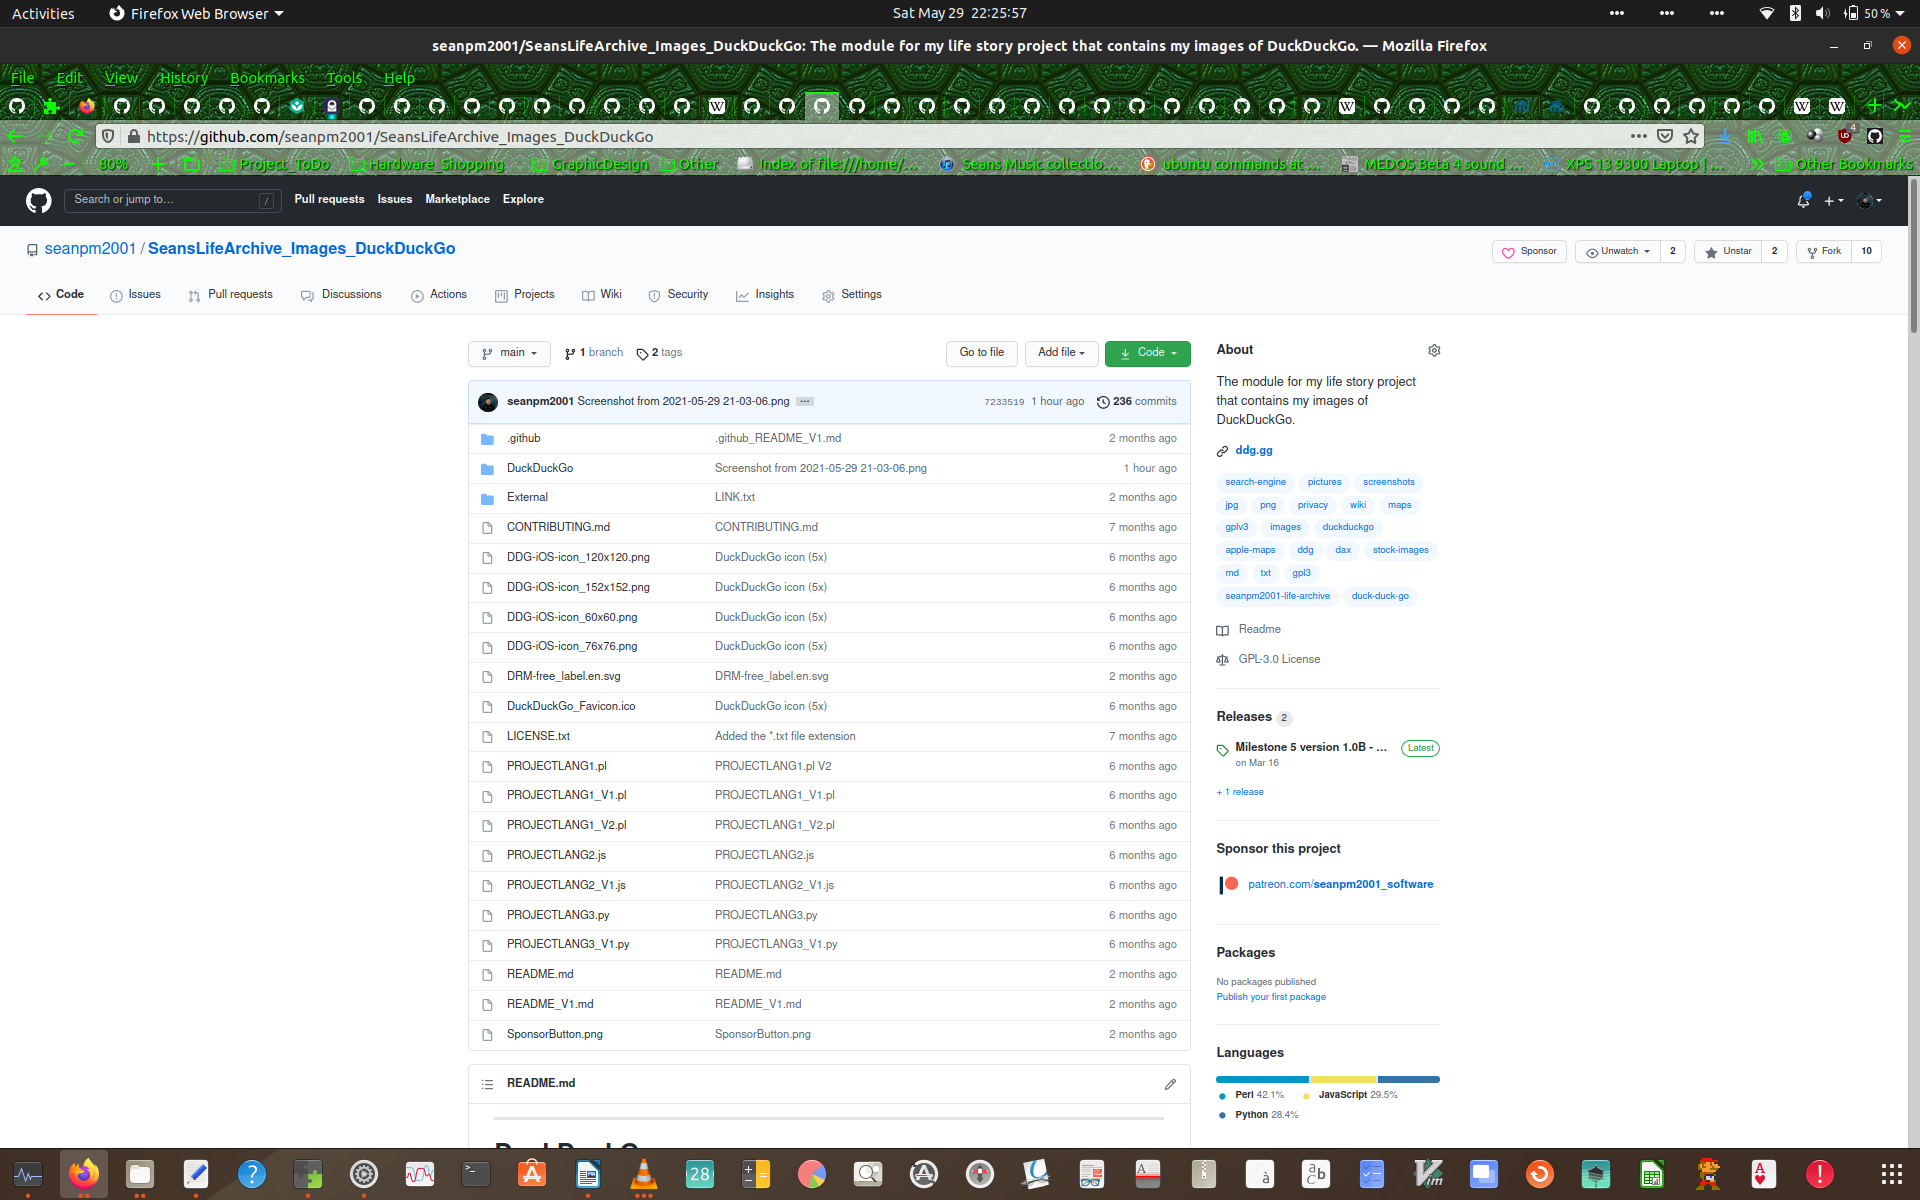 Activities Firefox Web Browser Sat May 29 22:25:57 50 %
seanpm2001/SeansLifeArchive_Images_DuckDuckGo: The module for my life story project that contains my images of DuckDuckGo. — Mozilla Firefox
File Edit View History Bookmarks Tools Help
https://github.com/seanpm2001/SeansLifeArchive_Images_DuckDuckGo 4
80% Project_ToDo Hardware_Shopping GraphicDesign Other Index of file:///home/... Seans Music collectio... ubuntu commands at ... MEDOS Beta 4 sound ... XPS 13 9300 Laptop | ... Other Bookmarks
Search or jump to... / Pull requests Issues Marketplace Explore
seanpm2001 / SeansLifeArchive_Images_DuckDuckGo Sponsor Unwatch 2 Unstar 2 Fork 10
Code Issues Pull requests Discussions Actions Projects Wiki Security Insights Settings
main 1 branch 2 tags Go to file Add file Code
seanpm2001 Screenshot from 2021-05-29 21-03-06.png ... 7233519 1 hour ago 236 commits
.github .github_README_V1.md 2 months ago
DuckDuckGo Screenshot from 2021-05-29 21-03-06.png 1 hour ago
External LINK.txt 2 months ago
CONTRIBUTING.md CONTRIBUTING.md 7 months ago
DDG-iOS-icon_120x120.png DuckDuckGo icon (5x) 6 months ago
DDG-iOS-icon_152x152.png DuckDuckGo icon (5x) 6 months ago
DDG-iOS-icon_60x60.png DuckDuckGo icon (5x) 6 months ago
DDG-iOS-icon_76x76.png DuckDuckGo icon (5x) 6 months ago
DRM-free_label.en.svg DRM-free_label.en.svg 2 months ago
DuckDuckGo_Favicon.ico DuckDuckGo icon (5x) 6 months ago
LICENSE.txt Added the *.txt file extension 7 months ago
PROJECTLANG1.pl PROJECTLANG1.pl V2 6 months ago
PROJECTLANG1_V1.pl PROJECTLANG1_V1.pl 6 months ago
PROJECTLANG1_V2.pl PROJECTLANG1_V2.pl 6 months ago
PROJECTLANG2.js PROJECTLANG2.js 6 months ago
PROJECTLANG2_V1.js PROJECTLANG2_V1.js 6 months ago
PROJECTLANG3.py PROJECTLANG3.py 6 months ago
PROJECTLANG3_V1.py PROJECTLANG3_V1.py 6 months ago
README.md README.md 2 months ago
README_V1.md README_V1.md 2 months ago
SponsorButton.png SponsorButton.png 2 months ago
README.md
About
The module for my life story project
that contains my images of
DuckDuckGo.
ddg.gg
search-engine pictures screenshots
jpg png privacy wiki maps
gplv3 images duckduckgo
apple-maps ddg dax stock-images
md txt gpl3
seanpm2001-life-archive duck-duck-go
Readme
GPL-3.0 License
Releases 2
Milestone 5 version 1.0B - ... Latest
on Mar 16
+ 1 release
Sponsor this project
patreon.com/seanpm2001_software
Packages
No packages published
Publish your first package
Languages
Perl 42.1% JavaScript 29.5%
Python 28.4%
28